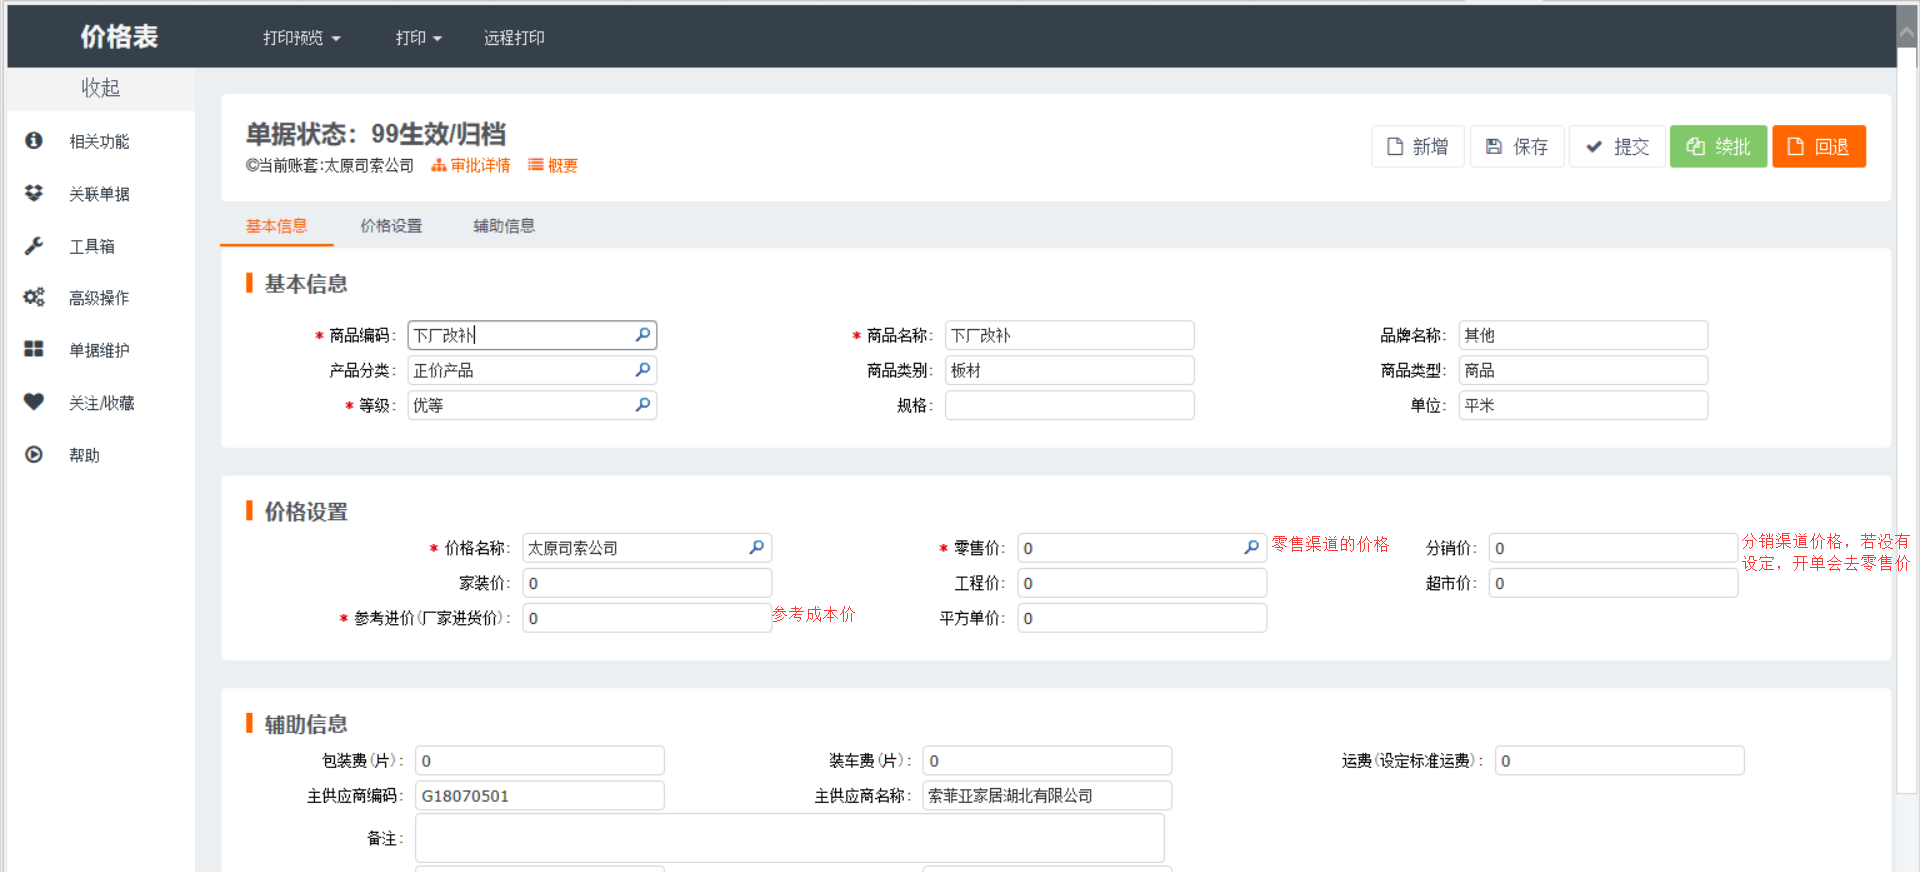 价格表
打印预览
打印
远程打印
收起
相关功能
关联单据
工具箱
高级操作
单据维护
关注/收藏
帮助
单据状态：99生效/归档
©当前账套:太原司索公司 审批详情 概要
新增 保存 提交 续批 回退
基本信息 价格设置 辅助信息
基本信息
* 商品编码: 下厂改补 * 商品名称: 下厂改补 品牌名称: 其他
产品分类: 正价产品 商品类别: 板材 商品类型: 商品
* 等级: 优等 规格: 单位: 平米
价格设置
* 价格名称: 太原司索公司 * 零售价: 0 零售渠道的价格 分销价: 0 分销渠道价格，若没有
设定，开单会去零售价
家装价: 0 工程价: 0 超市价: 0
* 参考进价(厂家进货价): 0 参考成本价 平方单价: 0
辅助信息
包装费(片): 0 装车费(片): 0 运费(设定标准运费): 0
主供应商编码: G18070501 主供应商名称: 索菲亚家居湖北有限公司
备注: